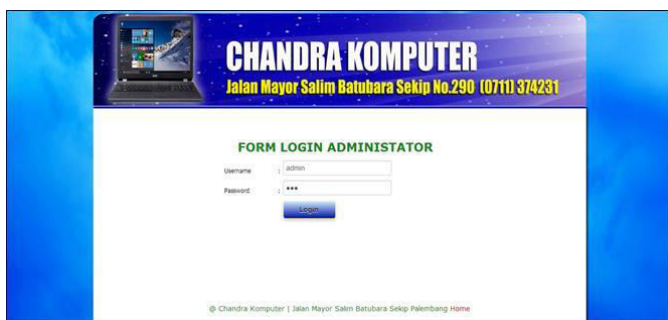 CHANDRA KOMPUTER
Jalan Mayor Salim Batubara Sekip No.290 (0711) 374231
FORM LOGIN ADMINISTATOR
Username : admin
Password : •••
Login
@ Chandra Komputer | Jalan Mayor Salim Batubara Sekip Palembang Home